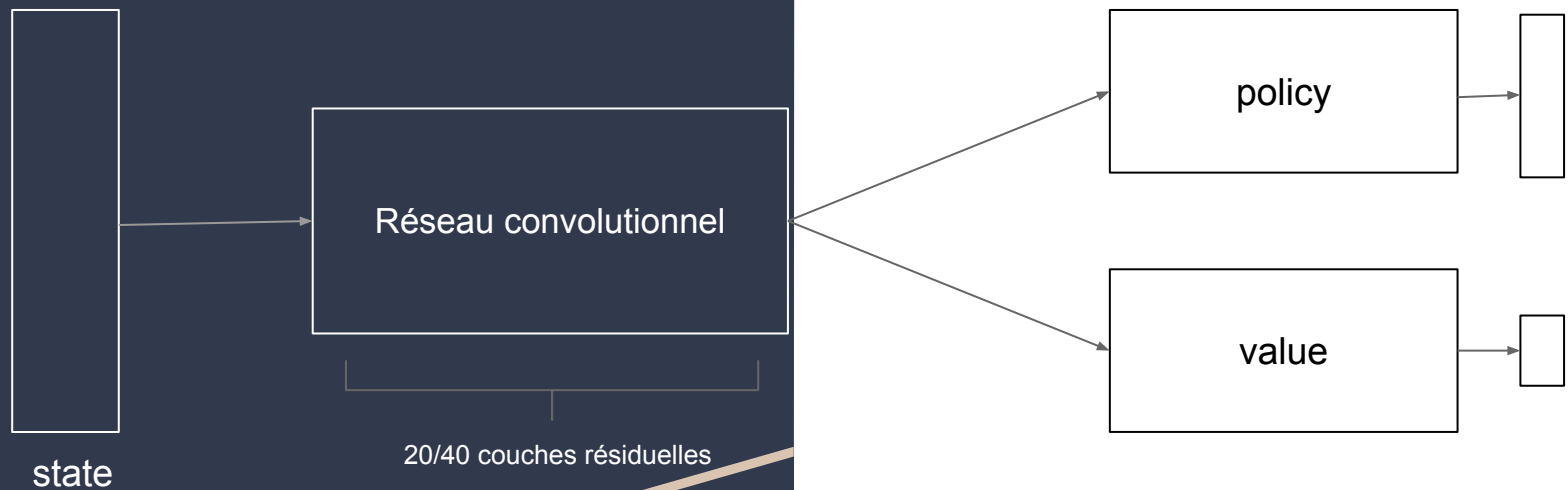 policy
Réseau convolutionnel
value
20/40 couches résiduelles
state